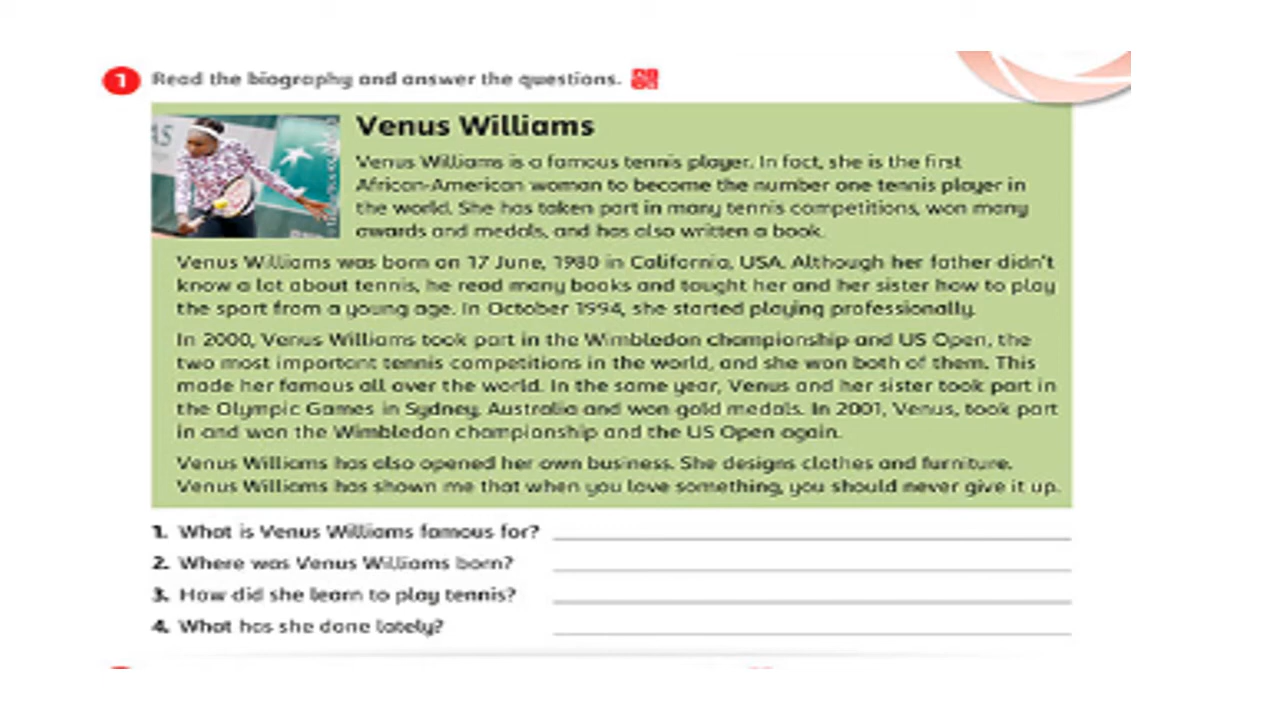 1 Read the biography and answer the questions.
Venus Williams
Venus Williams is a famous tennis player. In fact, she is the first
African-American woman to become the number one tennis player in
the world. She has taken part in many tennis competitions, won many
awards and medals, and has also written a book.
Venus Williams was born on 17 June, 1980 in California, USA. Although her father didn't
know a lot about tennis, he read many books and taught her and her sister how to play
the sport from a young age. In October 1994, she started playing professionally.
In 2000, Venus Williams took part in the Wimbledon championship and US Open, the
two most important tennis competitions in the world, and she won both of them. This
made her famous all over the world. In the same year, Venus and her sister took part in
the Olympic Games in Sydney, Australia and won gold medals. In 2001, Venus, took part
in and won the Wimbledon championship and the US Open again.
Venus Williams has also opened her own business. She designs clothes and furniture.
Venus Williams has shown me that when you love something, you should never give it up.
1. What is Venus Williams famous for?
2. Where was Venus Williams born?
3. How did she learn to play tennis?
4. What has she done lately?